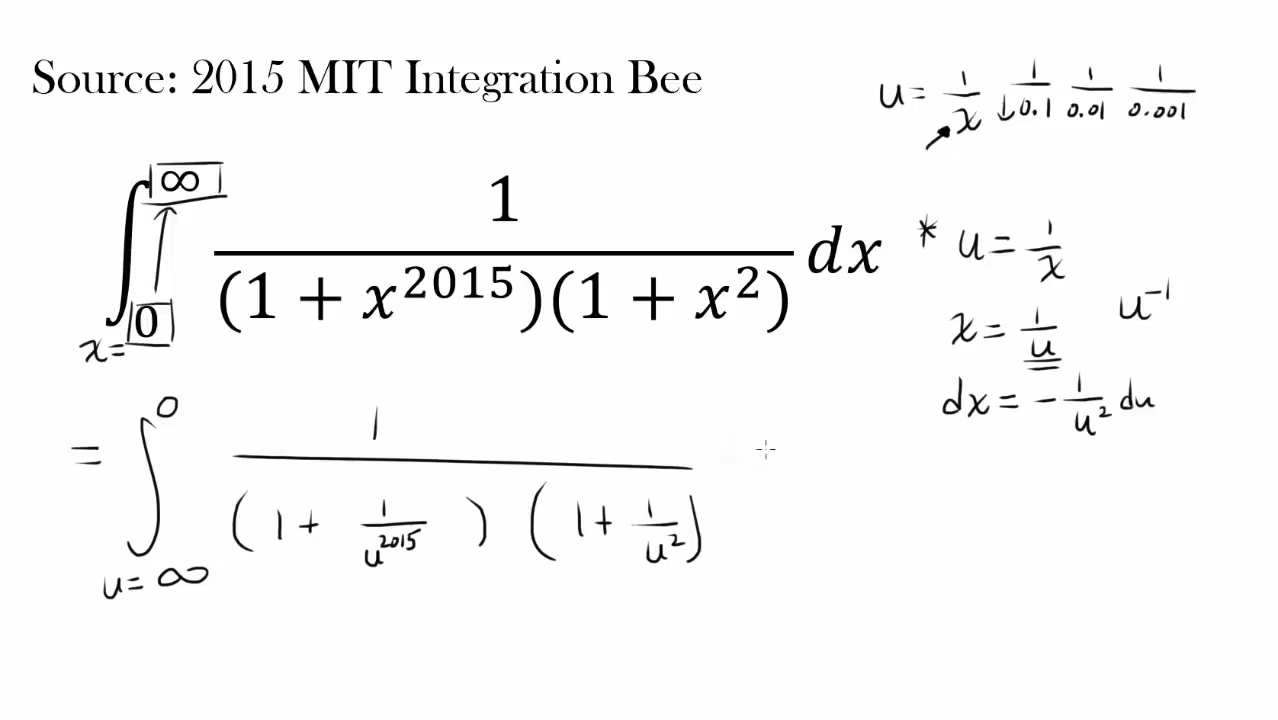 Source: 2015 MIT Integration Bee
u = 1/x 1/0.1 1/0.01 1/0.001
∫_{x=0}^{∞} 1/((1 + x^2015)(1 + x^2)) dx * u = 1/x
x = 1/u u^-1
dx = - 1/u^2 du
= ∫_{u=∞}^{0} 1/((1 + 1/u^2015)(1 + 1/u^2))